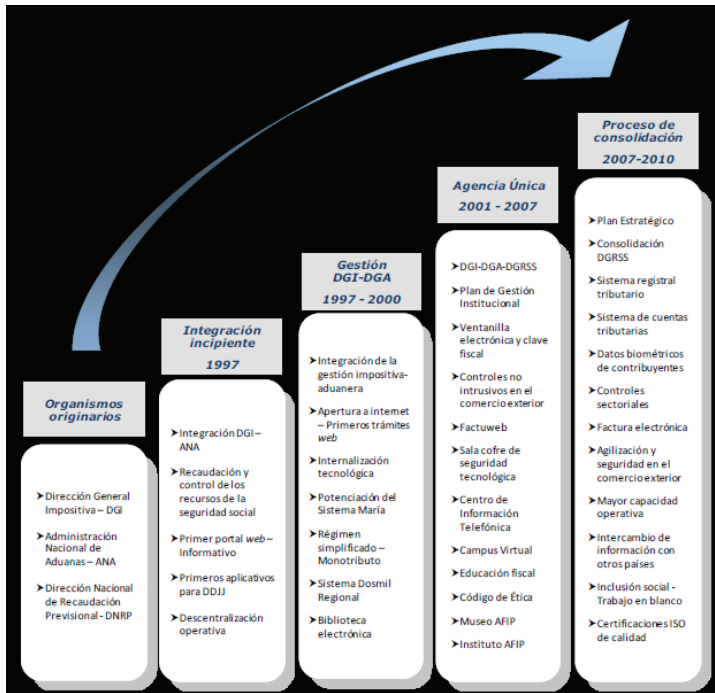 Organismos
originarios
➤Dirección General
Impositiva – DGI
➤Administración
Nacional de
Aduanas – ANA
➤Dirección Nacional
de Recaudación
Previsional - DNRP
Integración
incipiente
1997
➤Integración DGI –
ANA
➤Recaudación y
control de los
recursos de la
seguridad social
➤Primer portal web –
Informativo
➤Primeros aplicativos
para DDJJ
➤Descentralización
operativa
Gestión
DGI-DGA
1997 - 2000
➤Integración de la
gestión impositiva-
aduanera
➤Apertura a internet
– Primeros trámites
web
➤Internalización
tecnológica
➤Potenciación del
Sistema María
➤Régimen
simplificado –
Monotributo
➤Sistema Dosmil
Regional
➤Biblioteca
electrónica
Agencia Única
2001 - 2007
➤DGI-DGA-DGRSS
➤Plan de Gestión
Institucional
➤Ventanilla
electrónica y clave
fiscal
➤Controles no
intrusivos en el
comercio exterior
➤Factuweb
➤Sala cofre de
seguridad
tecnológica
➤Centro de
Información
Telefónica
➤Campus Virtual
➤Educación fiscal
➤Código de Ética
➤Museo AFIP
➤Instituto AFIP
Proceso de
consolidación
2007-2010
➤Plan Estratégico
➤Consolidación
DGRSS
➤Sistema registral
tributario
➤Sistema de cuentas
tributarias
➤Datos biométricos
de contribuyentes
➤Controles
sectoriales
➤Factura electrónica
➤Agilización y
seguridad en el
comercio exterior
➤Mayor capacidad
operativa
➤Intercambio de
información con
otros países
➤Inclusión social -
Trabajo en blanco
➤Certificaciones ISO
de calidad